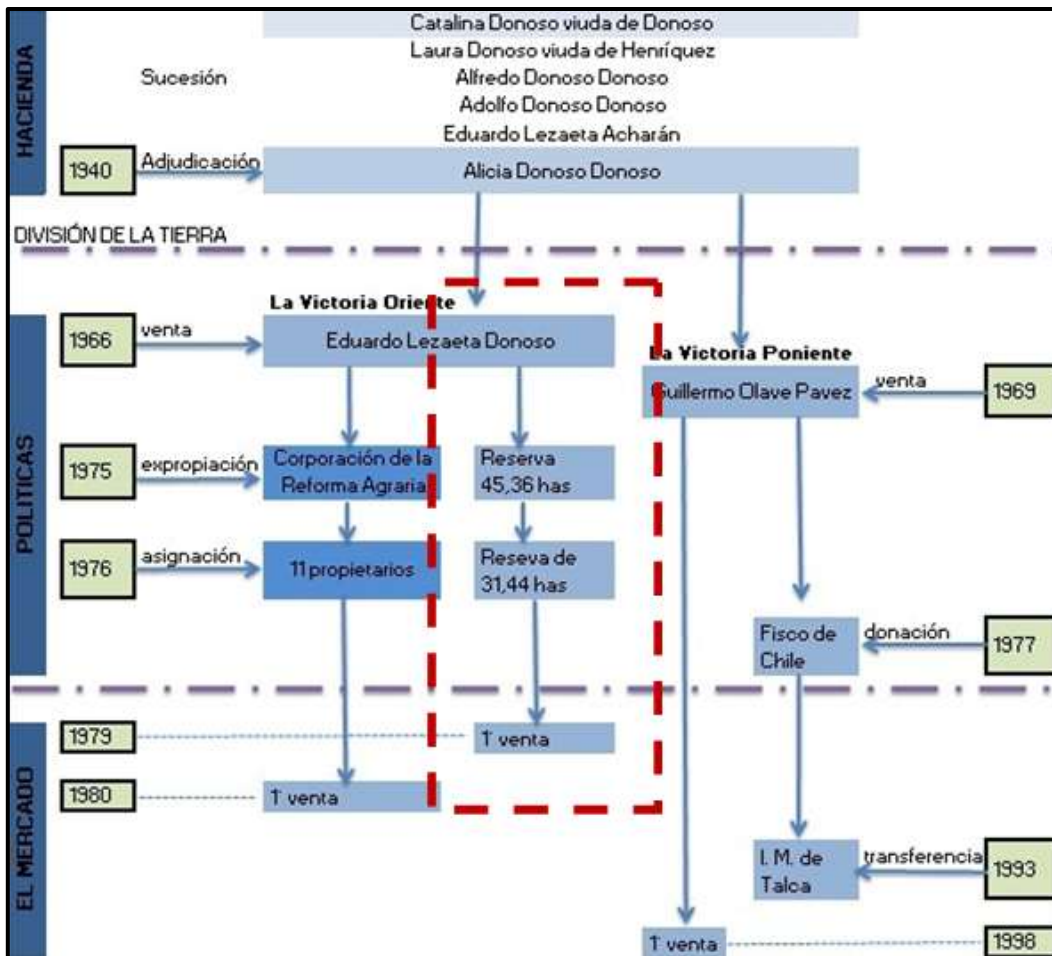 HACIENDA
Catalina Donoso viuda de Donoso
Laura Donoso viuda de Henríquez
Sucesión
Alfredo Donoso Donoso
Adolfo Donoso Donoso
Eduardo Lezaeta Acharán
1940
Adjudicación
Alicia Donoso Donoso
DIVISIÓN DE LA TIERRA
POLITICAS
La Victoria Oriente
1966
venta
Eduardo Lezaeta Donoso
La Victoria Poniente
Guillermo Olave Pavez
venta
1969
1975
expropiación
Corporación de la
Reforma Agraria
Reserva
45,36 has
1976
asignación
11 propietarios
Reseva de
31,44 has
Fisco de
Chile
donación
1977
EL MERCADO
1979
1' venta
1980
1' venta
I. M. de
Talca
transferencia
1993
1' venta
1998